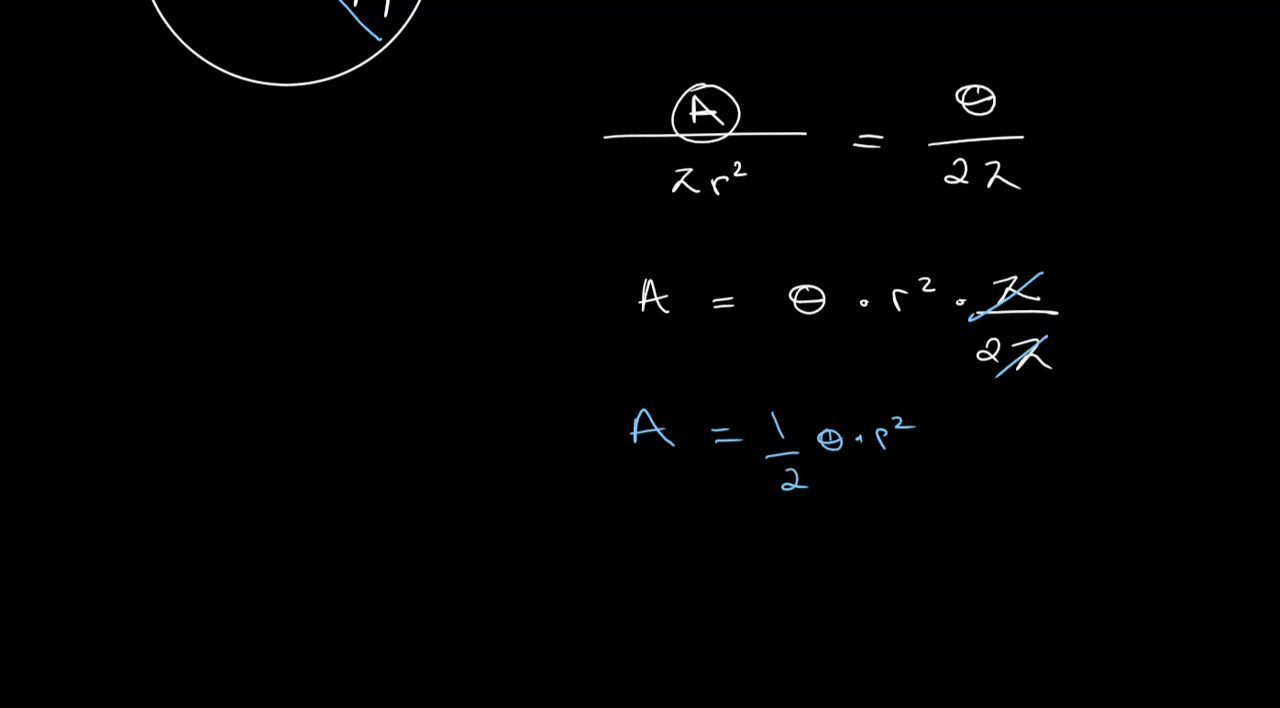 A / πr² = θ / 2π
A = θ · r² · π / 2π
A = 1/2 θ · r²